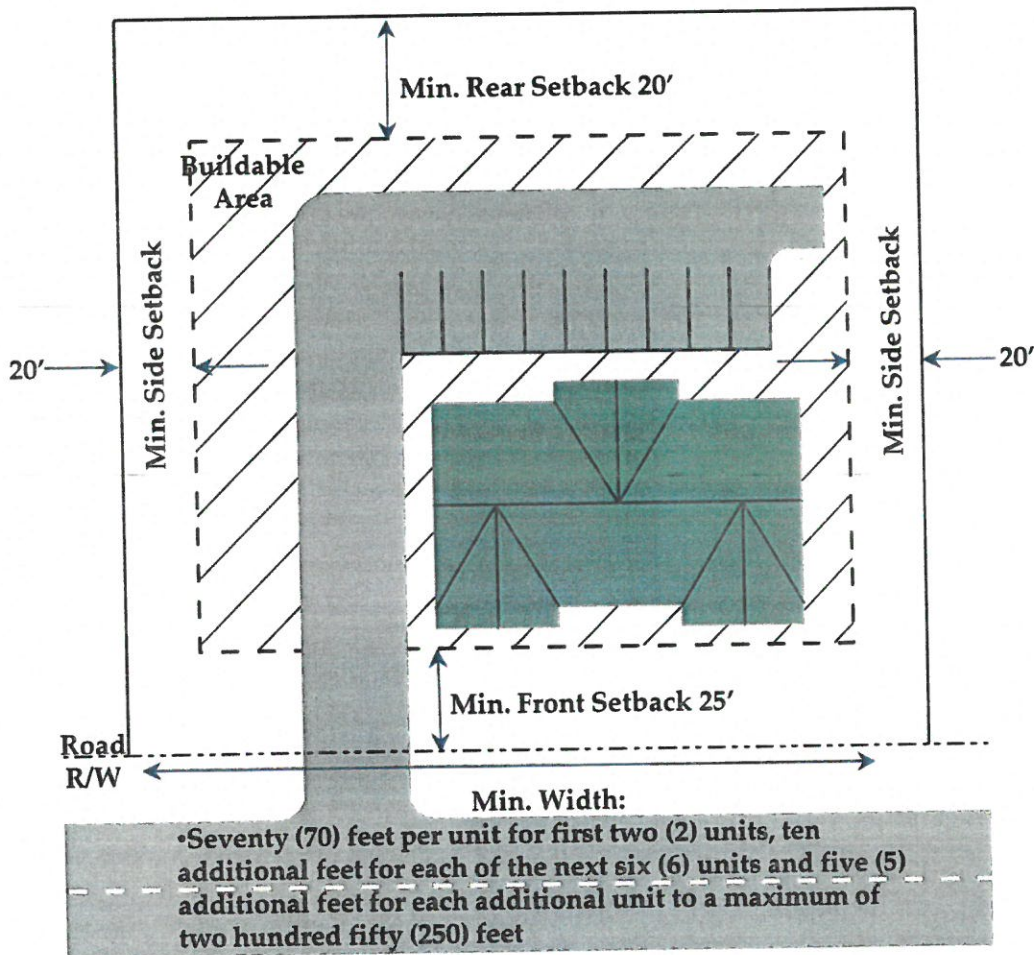 Min. Rear Setback 20’
Buildable
Area
Min. Side Setback
Min. Side Setback
20’
20’
Min. Front Setback 25’
Road
R/W
Min. Width:
•Seventy (70) feet per unit for first two (2) units, ten
additional feet for each of the next six (6) units and five (5)
additional feet for each additional unit to a maximum of
two hundred fifty (250) feet